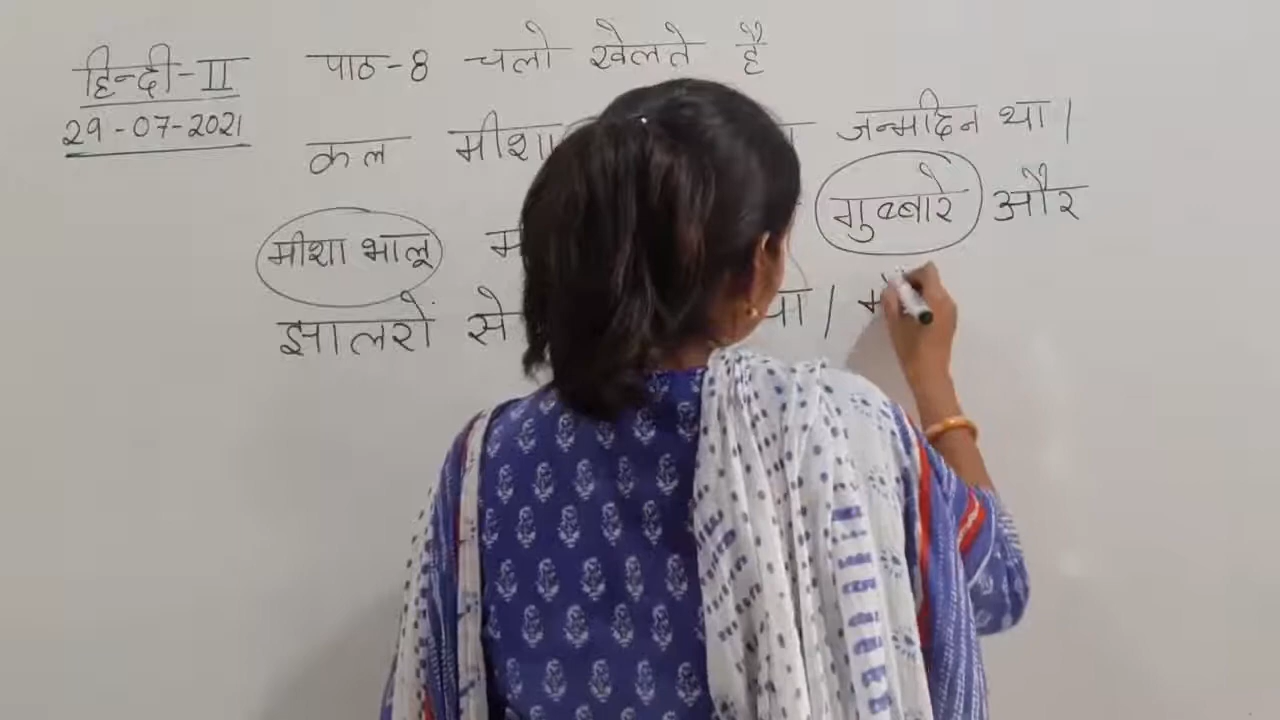 हिन्दी-II पाठ-8 चलो खेलते है
29-07-2021
कल मीशा जन्मदिन था।
मीशा भालू गुब्बारे और
झालरों से था।